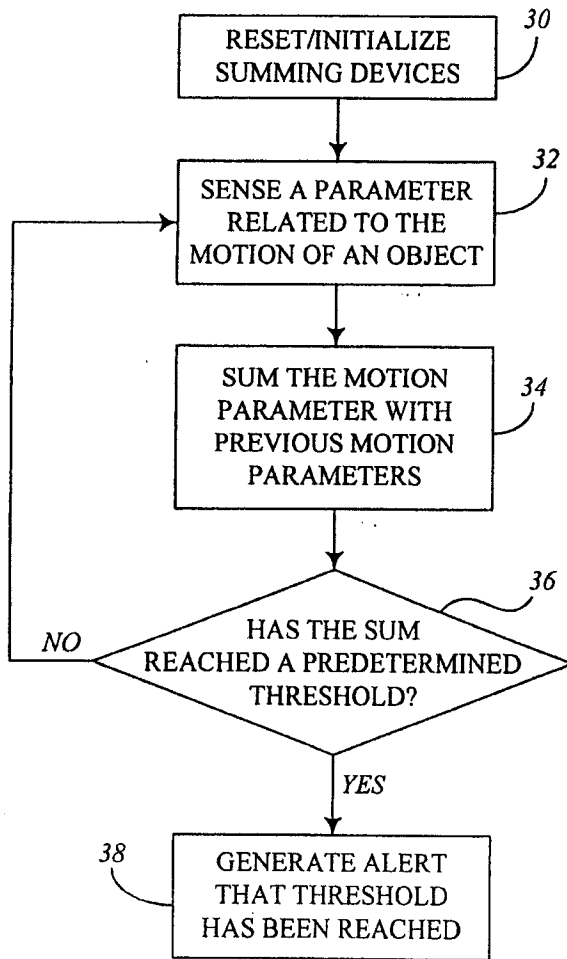 30
RESET/INITIALIZE
SUMMING DEVICES
32
SENSE A PARAMETER
RELATED TO THE
MOTION OF AN OBJECT
34
SUM THE MOTION
PARAMETER WITH
PREVIOUS MOTION
PARAMETERS
36
HAS THE SUM
REACHED A PREDETERMINED
THRESHOLD?
NO
YES
38
GENERATE ALERT
THAT THRESHOLD
HAS BEEN REACHED